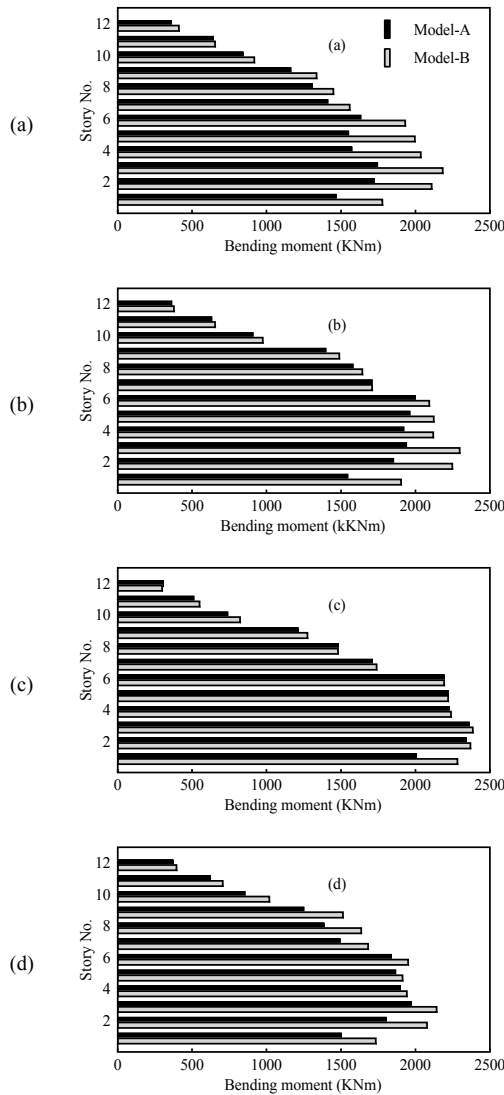 (a)
Story No.
12
10
8
6
4
2
(a)
Model-A
Model-B
0 500 1000 1500 2000 2500
Bending moment (KNm)
(b)
Story No.
12
10
8
6
4
2
(b)
0 500 1000 1500 2000 2500
Bending moment (kKNm)
(c)
Story No.
12
10
8
6
4
2
(c)
0 500 1000 1500 2000 2500
Bending moment (KNm)
(d)
Story No.
12
10
8
6
4
2
(d)
0 500 1000 1500 2000 2500
Bending moment (KNm)